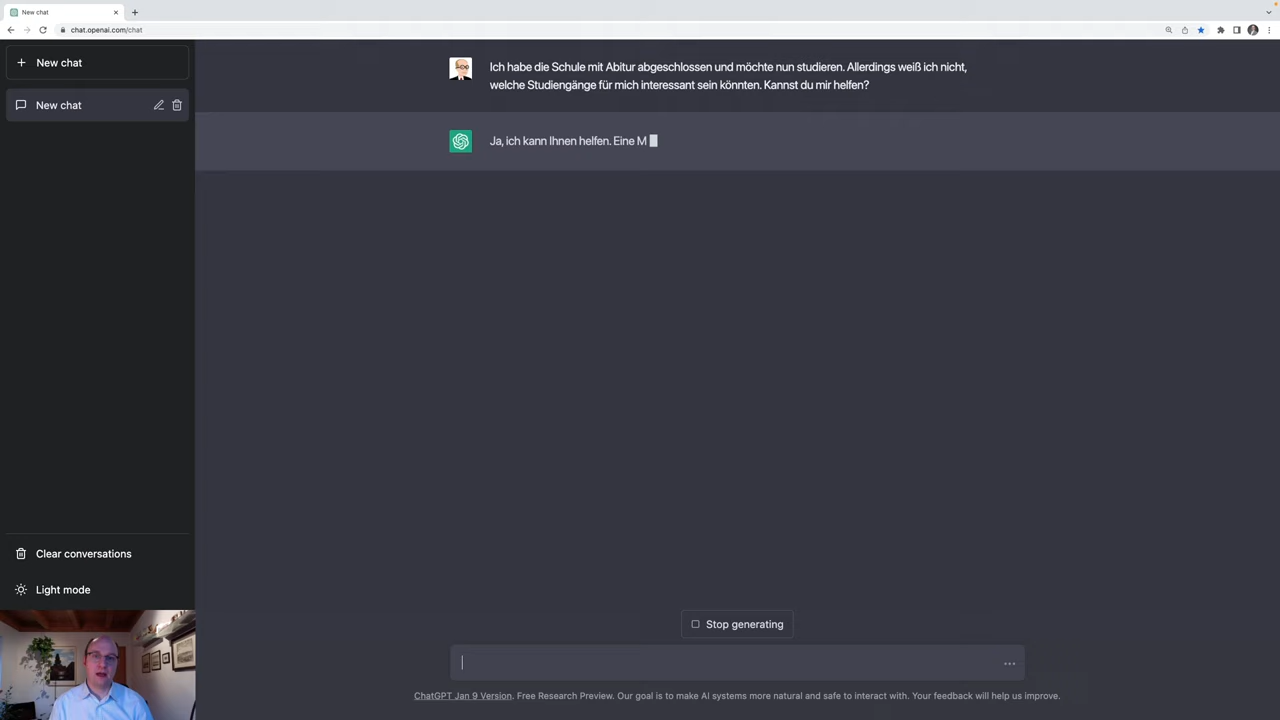 New chat
chat.openai.com/chat
New chat
New chat
Clear conversations
Light mode
Ich habe die Schule mit Abitur abgeschlossen und möchte nun studieren. Allerdings weiß ich nicht,
welche Studiengänge für mich interessant sein könnten. Kannst du mir helfen?
Ja, ich kann Ihnen helfen. Eine M
Stop generating
ChatGPT Jan 9 Version. Free Research Preview. Our goal is to make AI systems more natural and safe to interact with. Your feedback will help us improve.